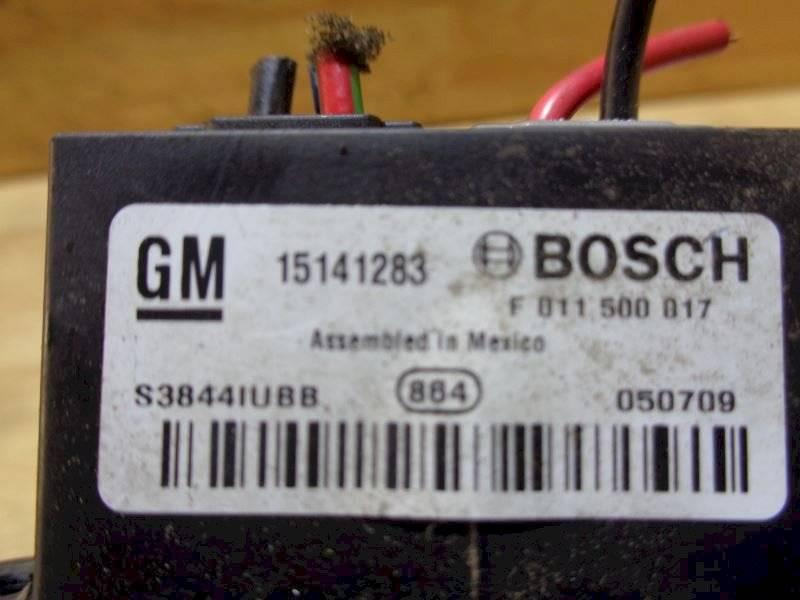 GM 15141283 BOSCH
F 011 500 017
Assembled in Mexico
S3844IUBB 864 050709